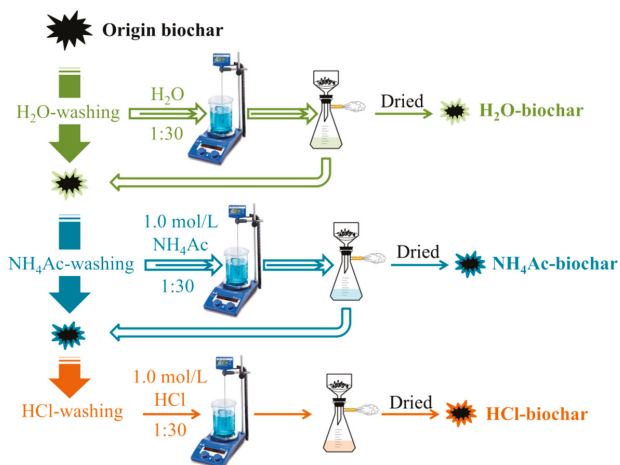 Origin biochar
H₂O-washing
H₂O
1:30
Dried
H₂O-biochar
NH₄Ac-washing
1.0 mol/L
NH₄Ac
1:30
Dried
NH₄Ac-biochar
HCl-washing
1.0 mol/L
HCl
1:30
Dried
HCl-biochar